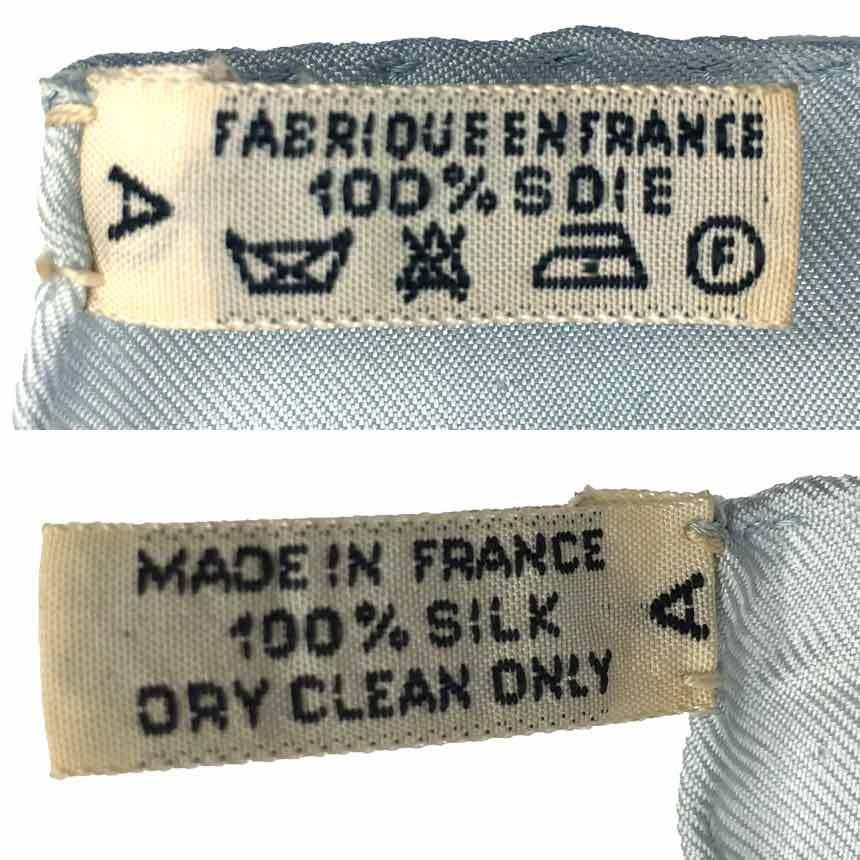 FABRIQUE EN FRANCE
100% SOIE
A
F
MADE IN FRANCE
100% SILK
DRY CLEAN ONLY
A